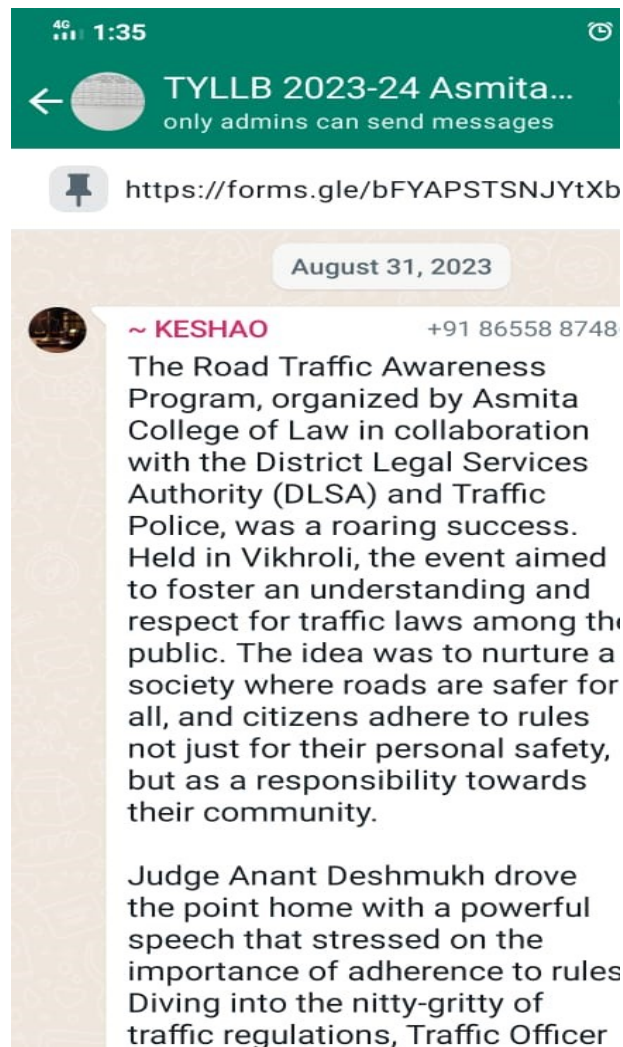 4G 1:35
TYLLB 2023-24 Asmita...
only admins can send messages
https://forms.gle/bFYAPSTSNJYtXb
August 31, 2023
~ KESHAO +91 86558 8748
The Road Traffic Awareness
Program, organized by Asmita
College of Law in collaboration
with the District Legal Services
Authority (DLSA) and Traffic
Police, was a roaring success.
Held in Vikhroli, the event aimed
to foster an understanding and
respect for traffic laws among the
public. The idea was to nurture a
society where roads are safer for
all, and citizens adhere to rules
not just for their personal safety,
but as a responsibility towards
their community.
Judge Anant Deshmukh drove
the point home with a powerful
speech that stressed on the
importance of adherence to rules
Diving into the nitty-gritty of
traffic regulations, Traffic Officer